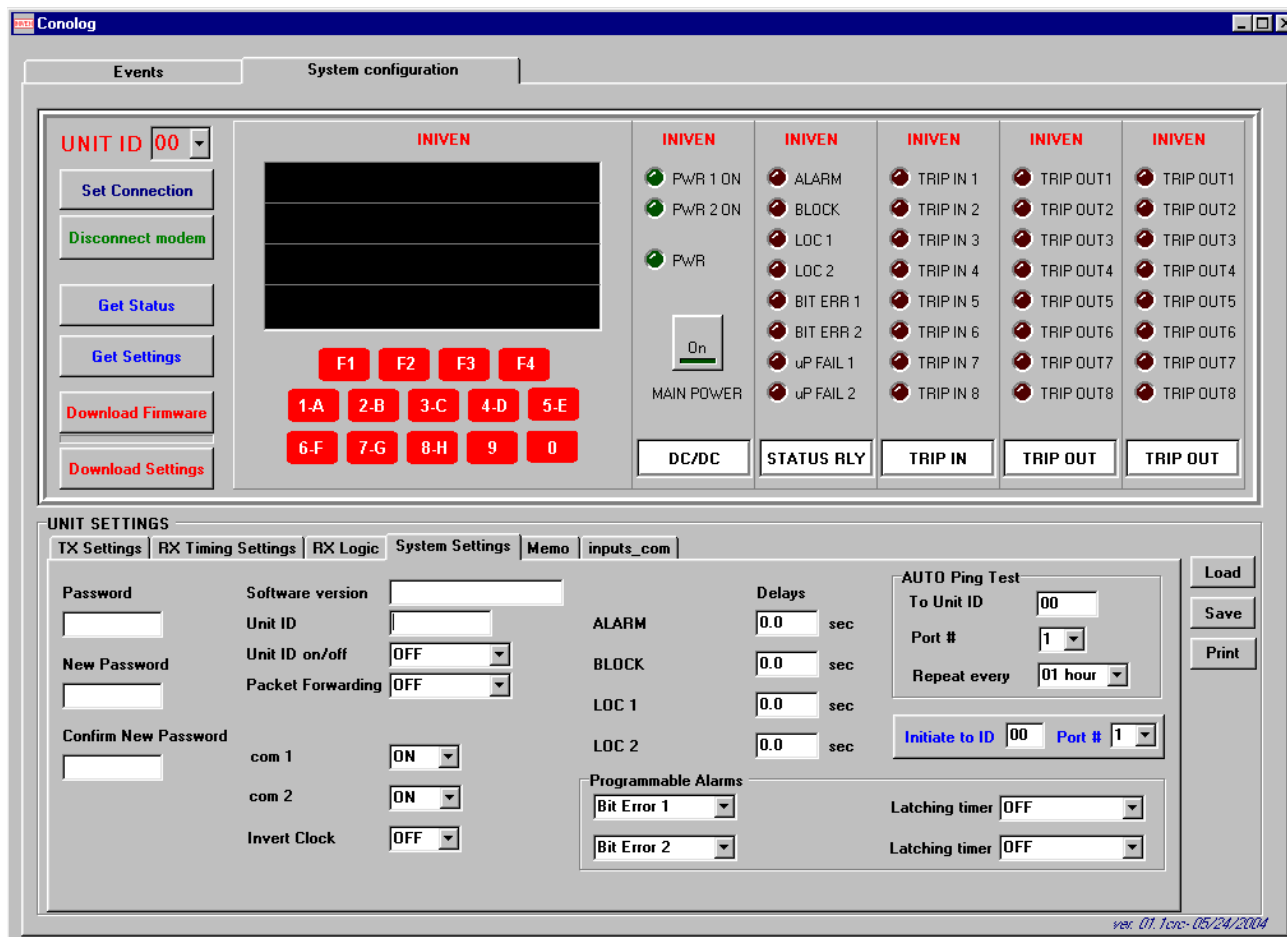 INIVEN Conolog
Events System configuration
UNIT ID 00
Set Connection
Disconnect modem
Get Status
Get Settings
Download Firmware
Download Settings
INIVEN
F1 F2 F3 F4
1-A 2-B 3-C 4-D 5-E
6-F 7-G 8-H 9 0
INIVEN
PWR 1 ON
PWR 2 ON
PWR
On
MAIN POWER
DC/DC
INIVEN
ALARM
BLOCK
LOC 1
LOC 2
BIT ERR 1
BIT ERR 2
uP FAIL 1
uP FAIL 2
STATUS RLY
INIVEN
TRIP IN 1
TRIP IN 2
TRIP IN 3
TRIP IN 4
TRIP IN 5
TRIP IN 6
TRIP IN 7
TRIP IN 8
TRIP IN
INIVEN
TRIP OUT1
TRIP OUT2
TRIP OUT3
TRIP OUT4
TRIP OUT5
TRIP OUT6
TRIP OUT7
TRIP OUT8
TRIP OUT
INIVEN
TRIP OUT1
TRIP OUT2
TRIP OUT3
TRIP OUT4
TRIP OUT5
TRIP OUT6
TRIP OUT7
TRIP OUT8
TRIP OUT
UNIT SETTINGS
TX Settings RX Timing Settings RX Logic System Settings Memo inputs_com
Password
New Password
Confirm New Password
Software version
Unit ID
Unit ID on/off OFF
Packet Forwarding OFF
com 1 ON
com 2 ON
Invert Clock OFF
Delays
ALARM 0.0 sec
BLOCK 0.0 sec
LOC 1 0.0 sec
LOC 2 0.0 sec
AUTO Ping Test
To Unit ID 00
Port # 1
Repeat every 01 hour
Initiate to ID 00 Port # 1
Programmable Alarms
Bit Error 1 Latching timer OFF
Bit Error 2 Latching timer OFF
Load
Save
Print
ver. 01.1crc- 05/24/2004